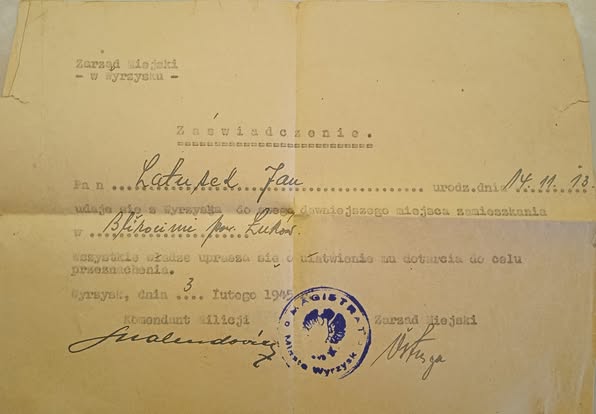 Zarząd Miejski
- w Wyrzysku -
Zaświadczenie.
Pan ... Latusek Jan ... urodz.dnia 14.11.13.
udaje się z Wyrzyska do swego dawniejszego miejsca zamieszkania
w ... pow. Łuków.
Wszystkie władze uprasza się o ułatwienie mu dotarcia do celu
przeznaczenia.
Wyrzysk, dnia 3 .... lutego 1945
Komendant Milicji Zarząd Miejski
MAGISTRAT
Miasta Wyrzysk